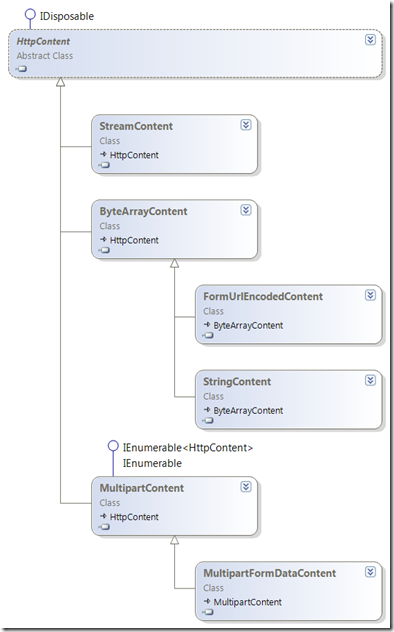 IDisposable
HttpContent
Abstract Class
StreamContent
Class
HttpContent
ByteArrayContent
Class
HttpContent
FormUrlEncodedContent
Class
ByteArrayContent
StringContent
Class
ByteArrayContent
IEnumerable<HttpContent>
IEnumerable
MultipartContent
Class
HttpContent
MultipartFormDataContent
Class
MultipartContent